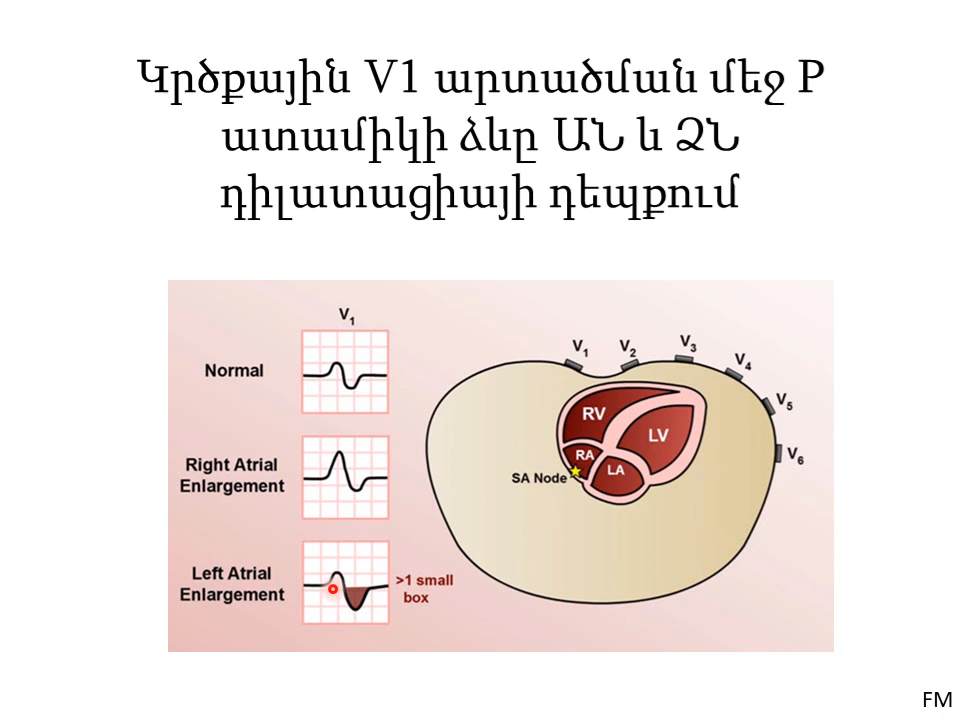 Կրծքային V1 արտածման մեջ P
ատամիկի ձևը ԱՆ և ՁՆ
դիլատացիայի դեպքում
V1
Normal
Right Atrial
Enlargement
Left Atrial
Enlargement
>1 small
box
V1
V2
V3
V4
V5
V6
RV
LV
RA
LA
SA Node
FM